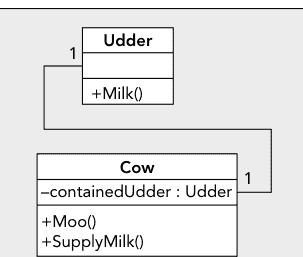 Udder
1
+Milk()
Cow
–containedUdder : Udder
1
+Moo()
+SupplyMilk()